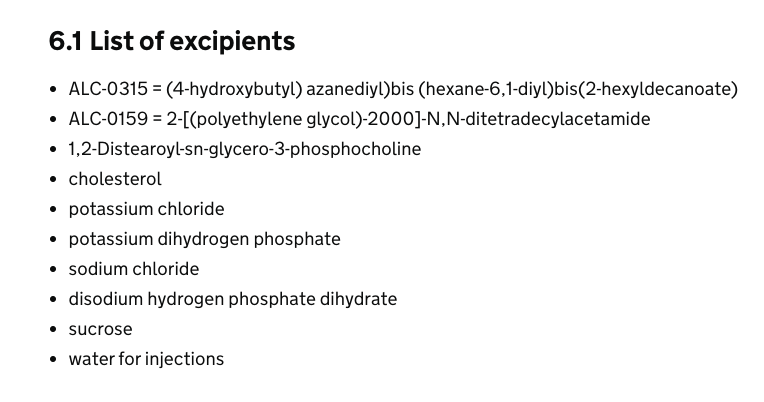 6.1 List of excipients
• ALC-0315 = (4-hydroxybutyl) azanediyl)bis (hexane-6,1-diyl)bis(2-hexyldecanoate)
• ALC-0159 = 2-[(polyethylene glycol)-2000]-N,N-ditetradecylacetamide
• 1,2-Distearoyl-sn-glycero-3-phosphocholine
• cholesterol
• potassium chloride
• potassium dihydrogen phosphate
• sodium chloride
• disodium hydrogen phosphate dihydrate
• sucrose
• water for injections